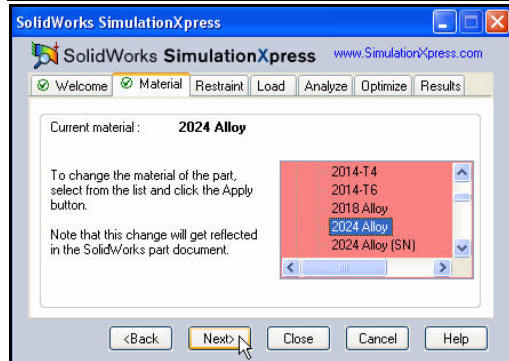 SolidWorks SimulationXpress
SolidWorks SimulationXpress www.SimulationXpress.com
Welcome Material Restraint Load Analyze Optimize Results
Current material : 2024 Alloy
To change the material of the part,
select from the list and click the Apply
button.
Note that this change will get reflected
in the SolidWorks part document.
2014-T4
2014-T6
2018 Alloy
2024 Alloy
2024 Alloy (SN)
<Back Next> Close Cancel Help